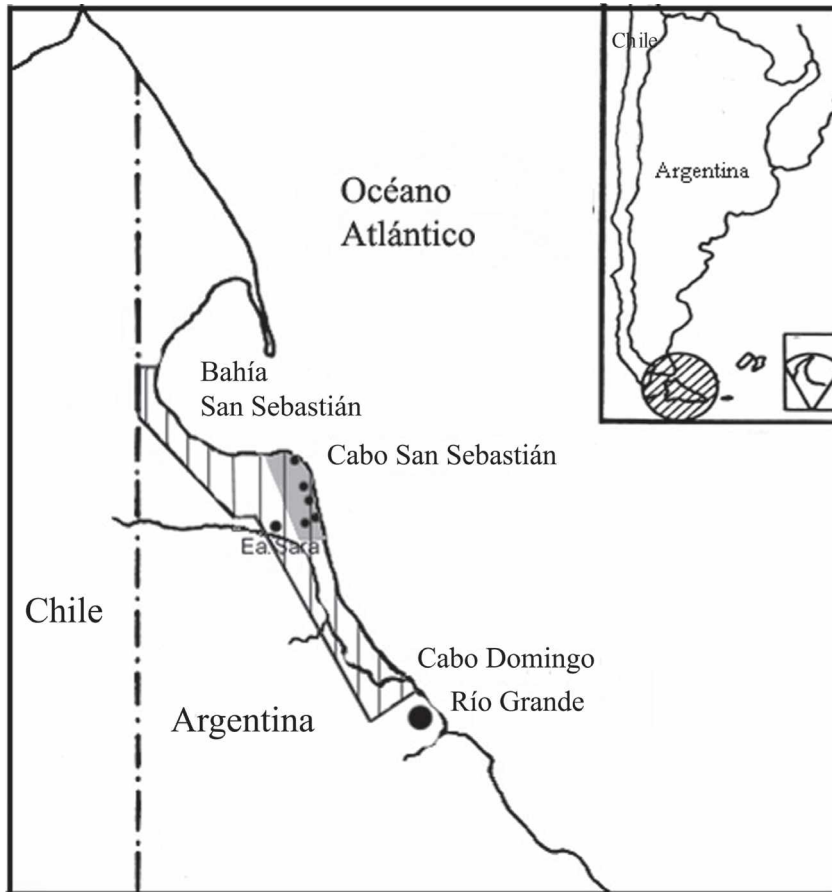 Chile
Argentina
Océano
Atlántico
Bahía
San Sebastián
Cabo San Sebastián
Ea. Sara
Chile
Cabo Domingo
Río Grande
Argentina